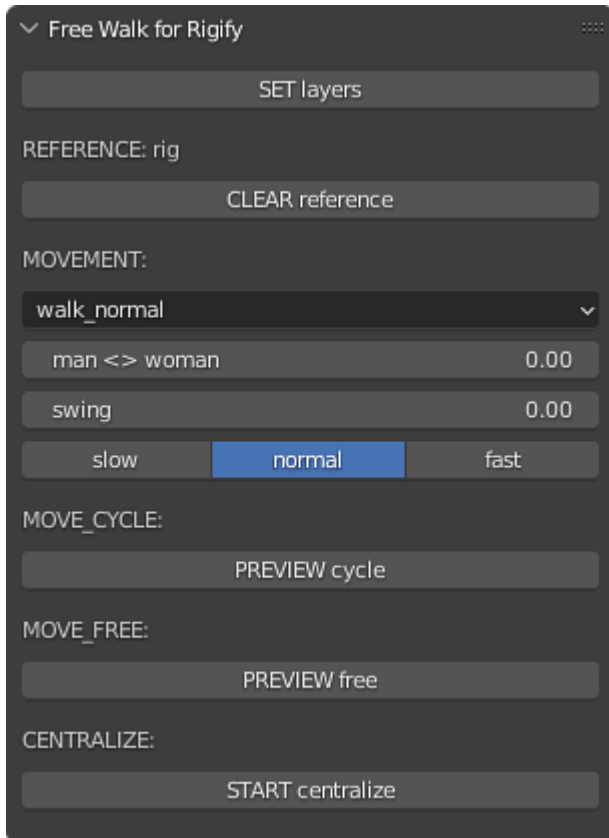 Free Walk for Rigify
SET layers
REFERENCE: rig
CLEAR reference
MOVEMENT:
walk_normal
man <> woman 0.00
swing 0.00
slow normal fast
MOVE_CYCLE:
PREVIEW cycle
MOVE_FREE:
PREVIEW free
CENTRALIZE:
START centralize